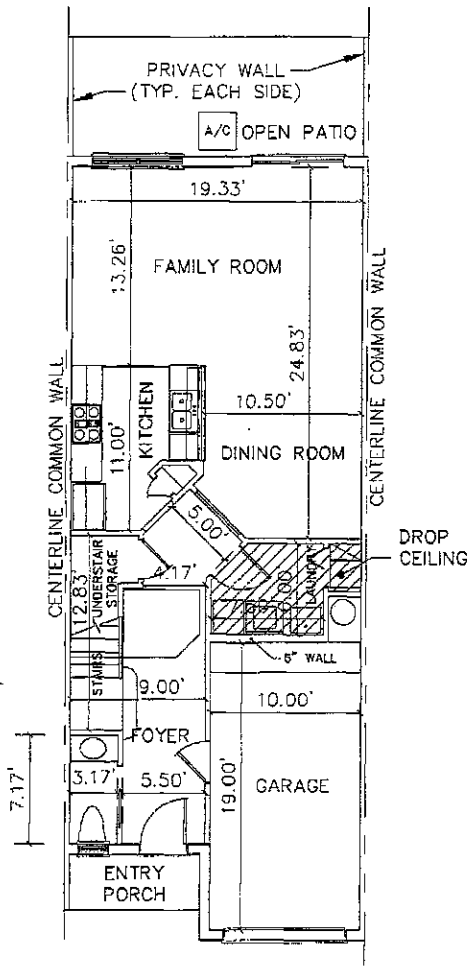 PRIVACY WALL
(TYP. EACH SIDE)
A/C
OPEN PATIO
19.33'
FAMILY ROOM
13.26'
24.83'
CENTERLINE COMMON WALL
CENTERLINE COMMON WALL
KITCHEN
11.00'
10.50'
DINING ROOM
5.00'
DROP
CEILING
4.17'
LAUNDRY
12.83'
UNDERSTAIR
STORAGE
6" WALL
STAIRS
9.00'
10.00'
FOYER
7.17'
3.17'
5.50'
19.00'
GARAGE
ENTRY
PORCH